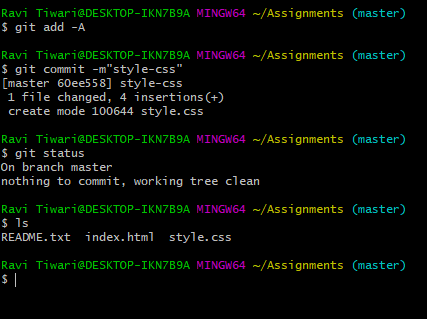 Ravi Tiwari@DESKTOP-IKN7B9A MINGW64 ~/Assignments (master)
$ git add -A
Ravi Tiwari@DESKTOP-IKN7B9A MINGW64 ~/Assignments (master)
$ git commit -m"style-css"
[master 60ee558] style-css
 1 file changed, 4 insertions(+)
 create mode 100644 style.css
Ravi Tiwari@DESKTOP-IKN7B9A MINGW64 ~/Assignments (master)
$ git status
On branch master
nothing to commit, working tree clean
Ravi Tiwari@DESKTOP-IKN7B9A MINGW64 ~/Assignments (master)
$ ls
README.txt  index.html  style.css
Ravi Tiwari@DESKTOP-IKN7B9A MINGW64 ~/Assignments (master)
$